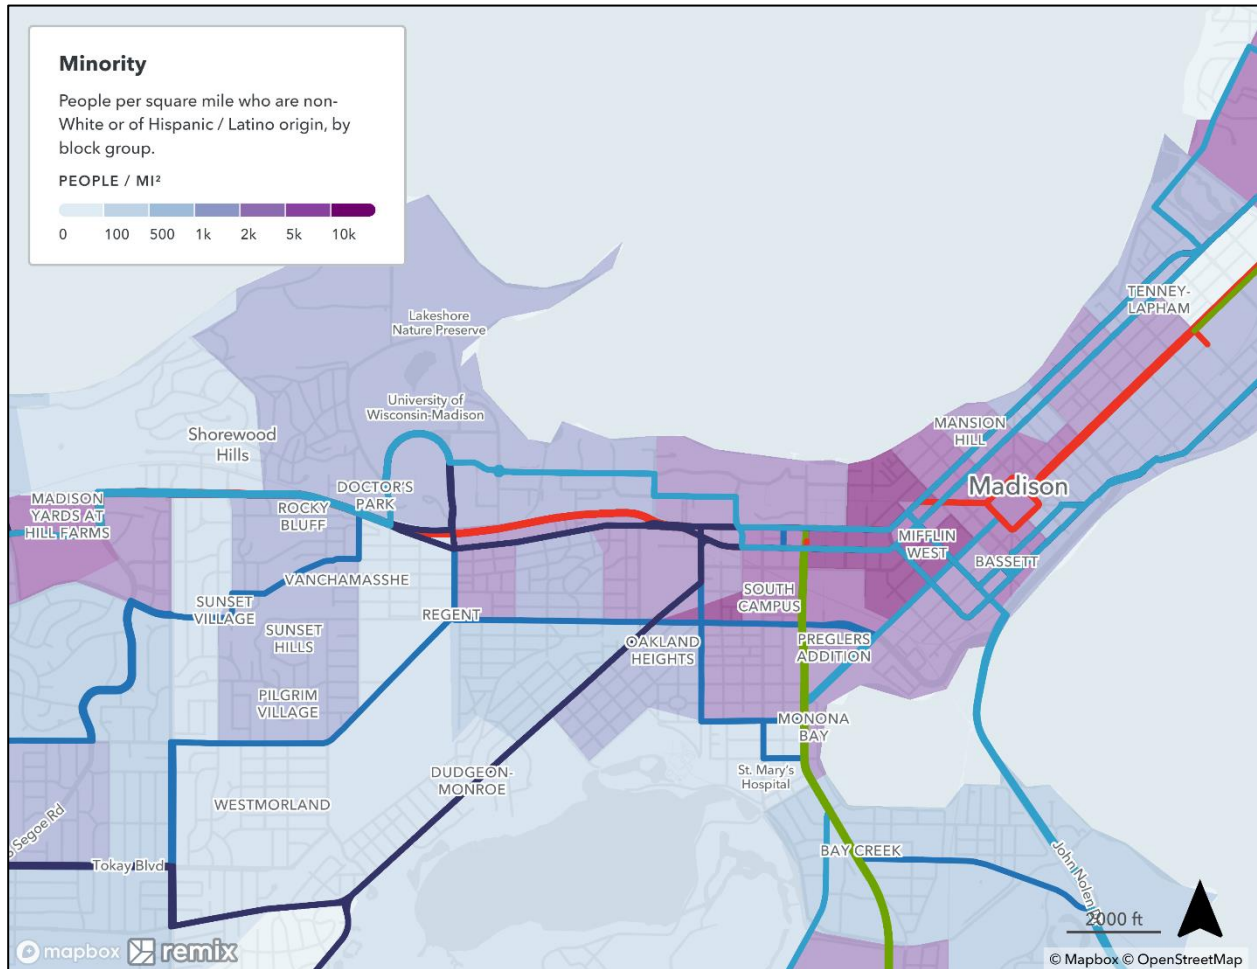 Minority
People per square mile who are non-
White or of Hispanic / Latino origin, by
block group.
PEOPLE / MI²
0 100 500 1k 2k 5k 10k
Lakeshore
Nature Preserve
TENNEY-
LAPHAM
University of
Wisconsin-Madison
Shorewood
Hills
MANSION
HILL
Madison
DOCTOR'S
PARK
MADISON
YARDS AT
HILL FARMS
ROCKY
BLUFF
MIFFLIN
WEST
BASSETT
VANCHAMASSHE
SUNSET
VILLAGE
REGENT
SOUTH
CAMPUS
SUNSET
HILLS
OAKLAND
HEIGHTS
PREGLERS
ADDITION
PILGRIM
VILLAGE
MONONA
BAY
DUDGEON-
MONROE
St. Mary's
Hospital
WESTMORLAND
S Segoe Rd
Tokay Blvd
BAY CREEK
John Nolen
2000 ft
mapbox remix
© Mapbox © OpenStreetMap